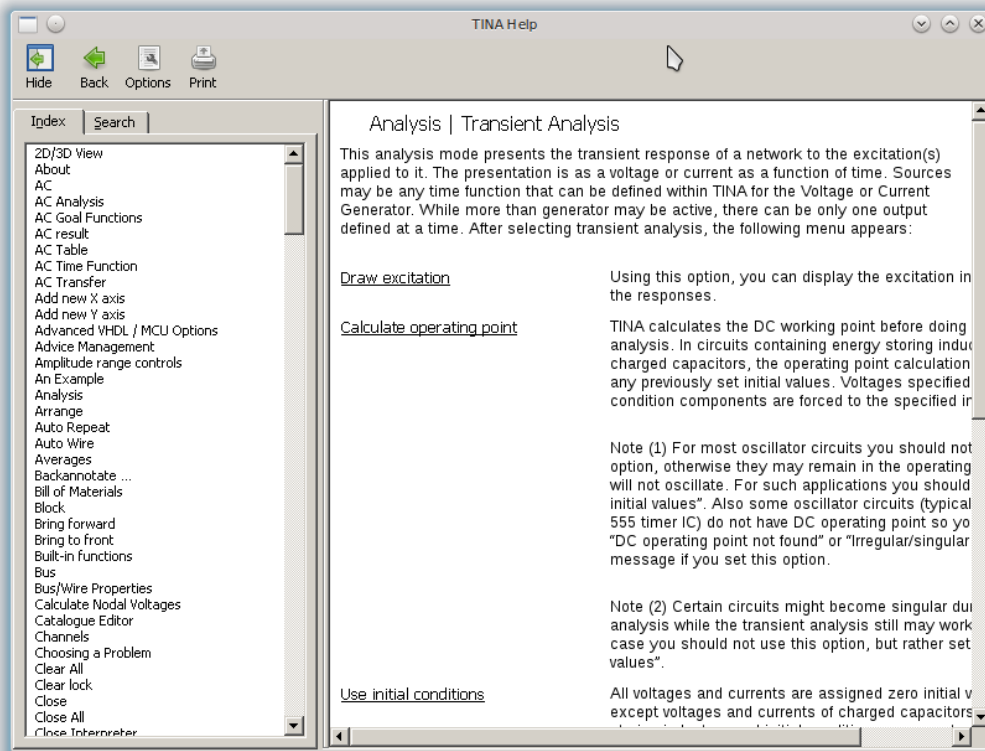 TINA Help
Hide Back Options Print
Index Search
2D/3D View
About
AC
AC Analysis
AC Goal Functions
AC result
AC Table
AC Time Function
AC Transfer
Add new X axis
Add new Y axis
Advanced VHDL / MCU Options
Advice Management
Amplitude range controls
An Example
Analysis
Arrange
Auto Repeat
Auto Wire
Averages
Backannotate ...
Bill of Materials
Block
Bring forward
Bring to front
Built-in functions
Bus
Bus/Wire Properties
Calculate Nodal Voltages
Catalogue Editor
Channels
Choosing a Problem
Clear All
Clear lock
Close
Close All
Close Interpreter
Analysis | Transient Analysis
This analysis mode presents the transient response of a network to the excitation(s)
applied to it. The presentation is as a voltage or current as a function of time. Sources
may be any time function that can be defined within TINA for the Voltage or Current
Generator. While more than generator may be active, there can be only one output
defined at a time. After selecting transient analysis, the following menu appears:
Draw excitation
Using this option, you can display the excitation in
the responses.
Calculate operating point
TINA calculates the DC working point before doing
analysis. In circuits containing energy storing induc
charged capacitors, the operating point calculation
any previously set initial values. Voltages specified
condition components are forced to the specified in
Note (1) For most oscillator circuits you should not
option, otherwise they may remain in the operating
will not oscillate. For such applications you should
initial values". Also some oscillator circuits (typical
555 timer IC) do not have DC operating point so yo
"DC operating point not found" or "Irregular/singular
message if you set this option.
Note (2) Certain circuits might become singular dur
analysis while the transient analysis still may work
case you should not use this option, but rather set
values".
Use initial conditions
All voltages and currents are assigned zero initial v
except voltages and currents of charged capacitors